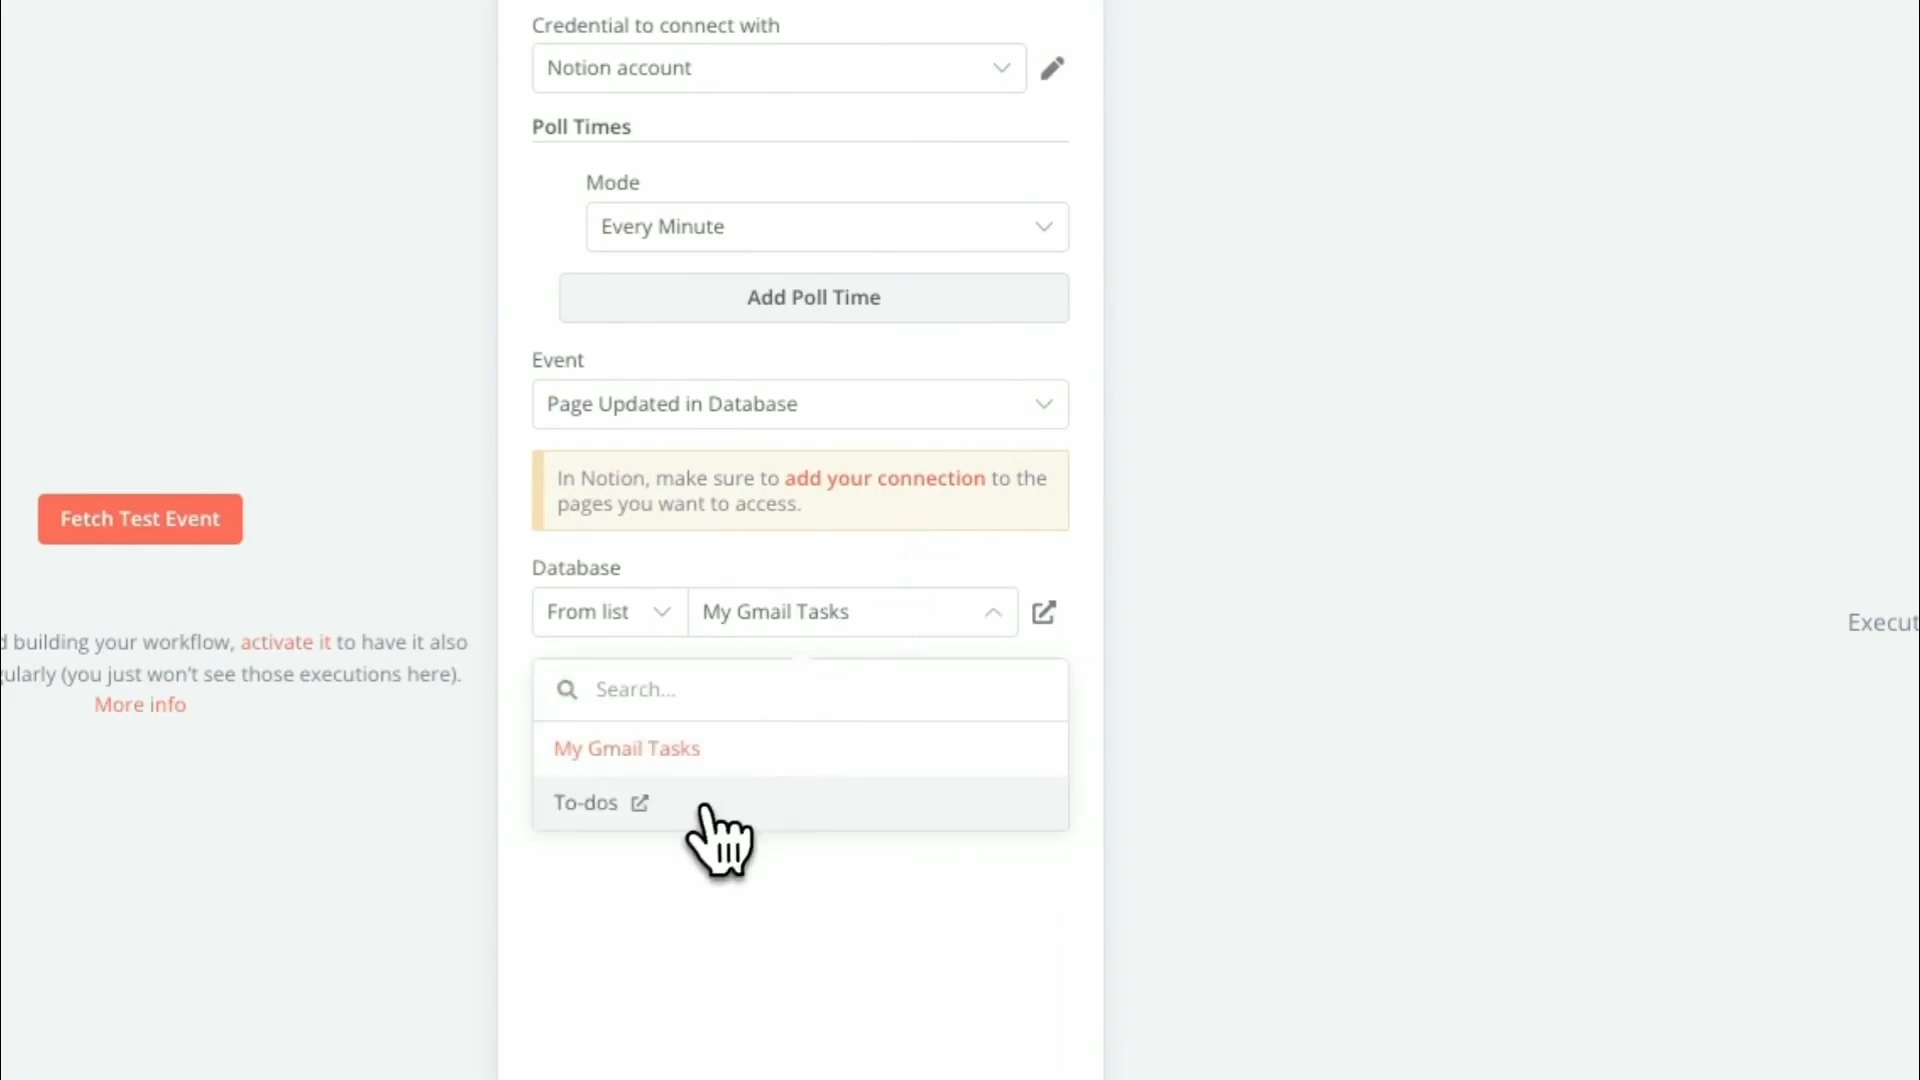 Credential to connect with
Notion account
Poll Times
Mode
Every Minute
Add Poll Time
Event
Page Updated in Database
In Notion, make sure to add your connection to the
pages you want to access.
Database
From list
My Gmail Tasks
Search...
My Gmail Tasks
To-dos
Fetch Test Event
building your workflow, activate it to have it also
(you just won't see those executions here).
More info